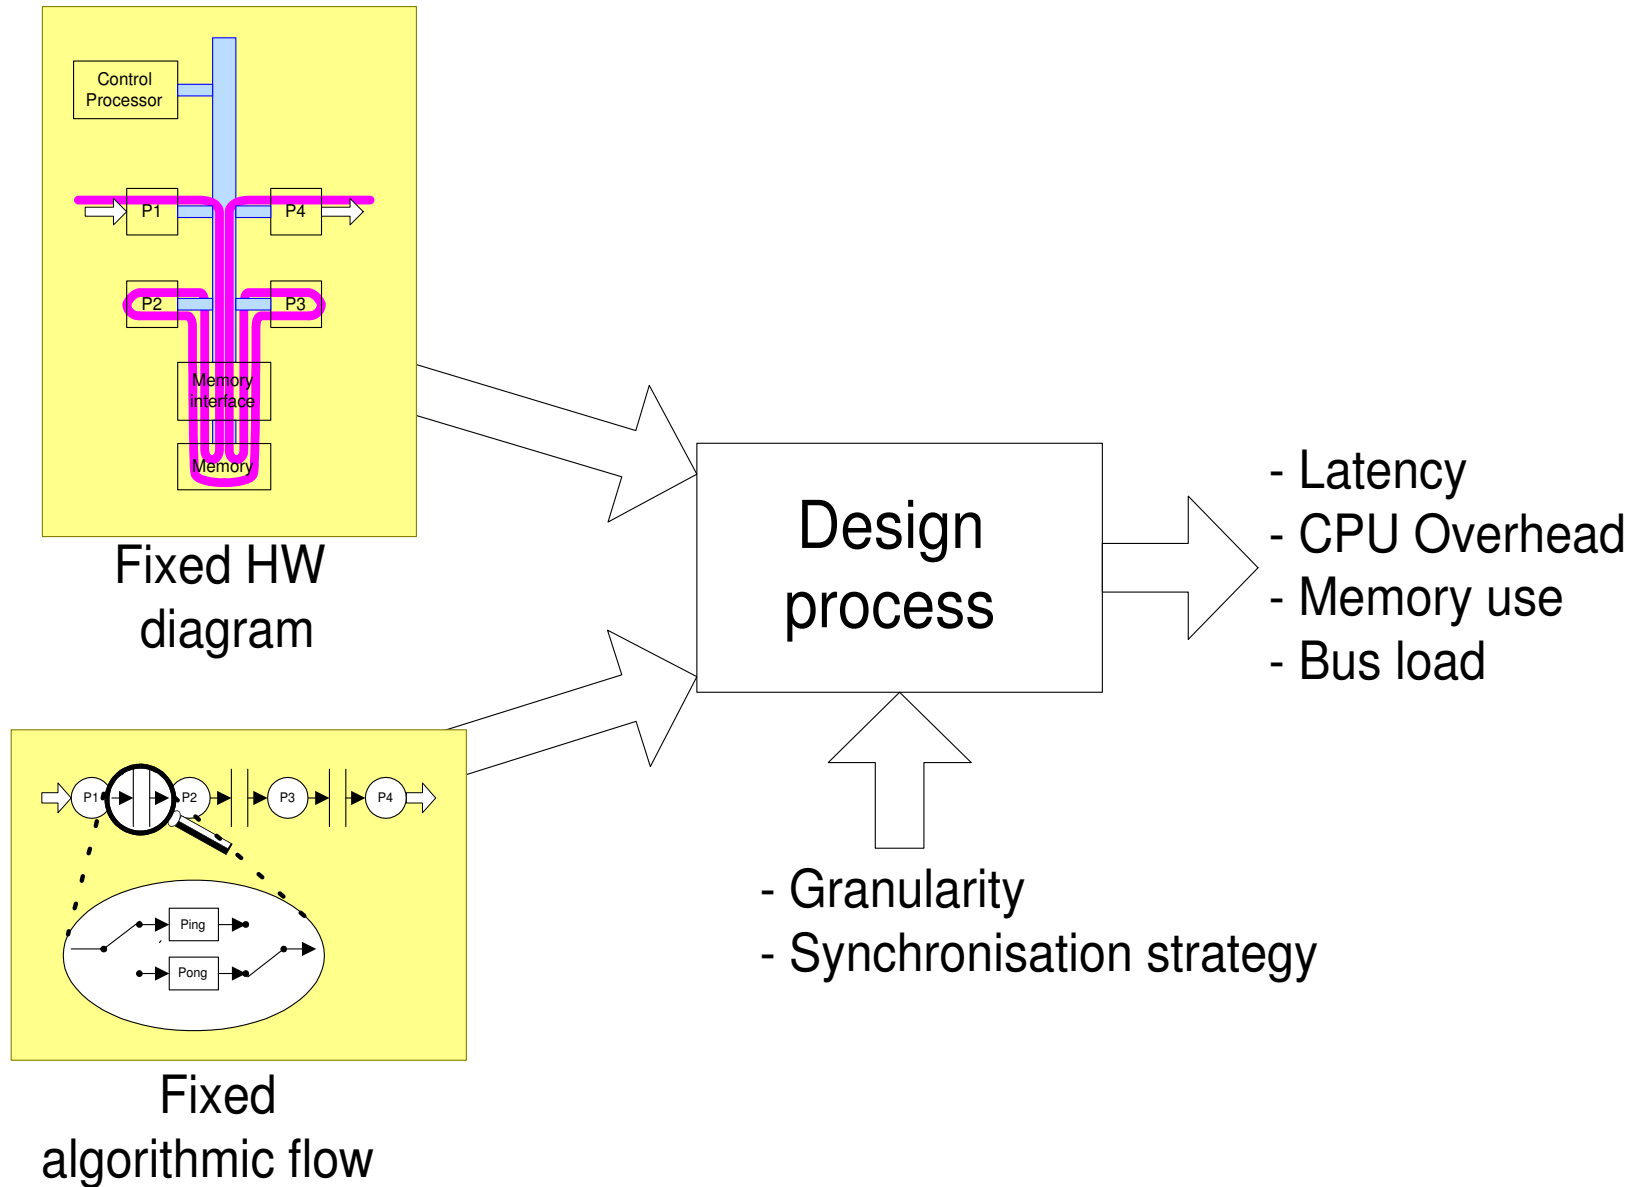 Control
Processor
P1
P4
P2
P3
Memory
interface
Memory
Fixed HW
diagram
Design
process
- Latency
- CPU Overhead
- Memory use
- Bus load
P1
P2
P3
P4
Ping
Pong
- Granularity
- Synchronisation strategy
Fixed
algorithmic flow